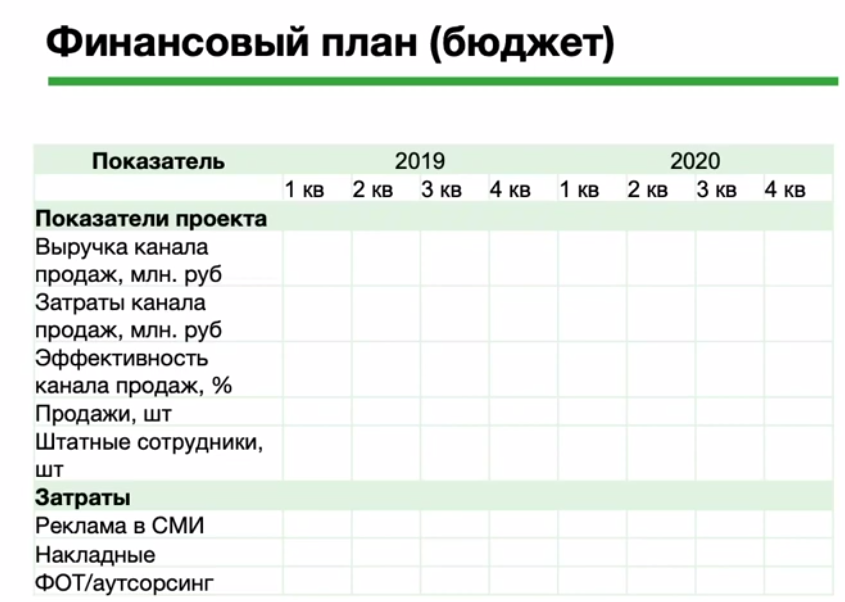 Финансовый план (бюджет)
Показатель 2019 2020
1 кв 2 кв 3 кв 4 кв 1 кв 2 кв 3 кв 4 кв
Показатели проекта
Выручка канала
продаж, млн. руб
Затраты канала
продаж, млн. руб
Эффективность
канала продаж, %
Продажи, шт
Штатные сотрудники,
шт
Затраты
Реклама в СМИ
Накладные
ФОТ/аутсорсинг